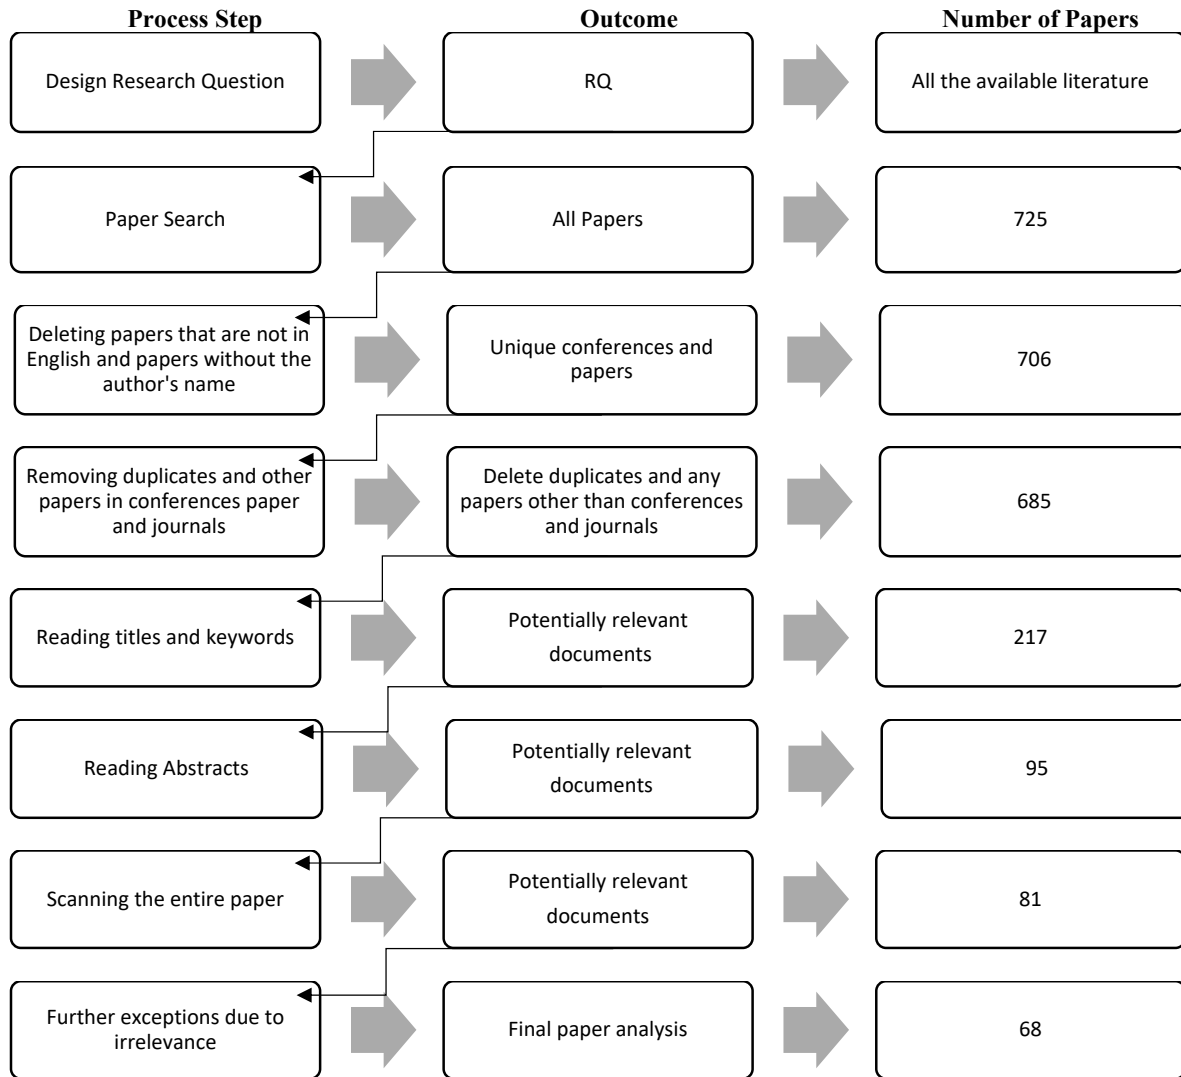 Process Step
Outcome
Number of Papers
Design Research Question
RQ
All the available literature
Paper Search
All Papers
725
Deleting papers that are not in
English and papers without the
author's name
Unique conferences and
papers
706
Removing duplicates and other
papers in conferences paper
and journals
Delete duplicates and any
papers other than conferences
and journals
685
Reading titles and keywords
Potentially relevant
documents
217
Reading Abstracts
Potentially relevant
documents
95
Scanning the entire paper
Potentially relevant
documents
81
Further exceptions due to
irrelevance
Final paper analysis
68